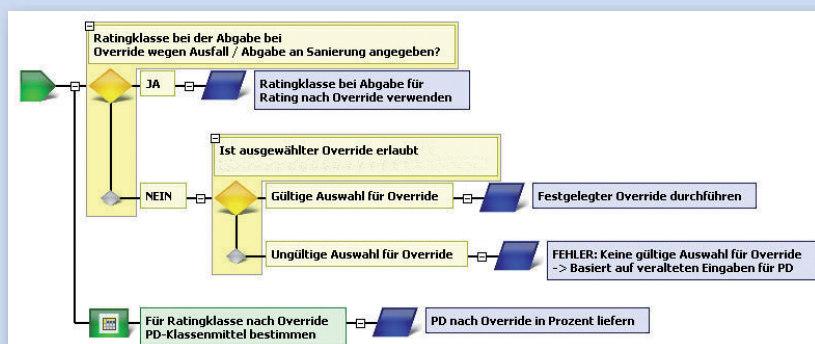 Ratingklasse bei der Abgabe bei
Override wegen Ausfall / Abgabe an Sanierung angegeben?
JA
Ratingklasse bei Abgabe für
Rating nach Override verwenden
Ist ausgewählter Override erlaubt
NEIN
Gültige Auswahl für Override
Festgelegter Override durchführen
Ungültige Auswahl für Override
FEHLER: Keine gültige Auswahl für Override
-> Basiert auf veralteten Eingaben für PD
Für Ratingklasse nach Override
PD-Klassenmittel bestimmen
PD nach Override in Prozent liefern